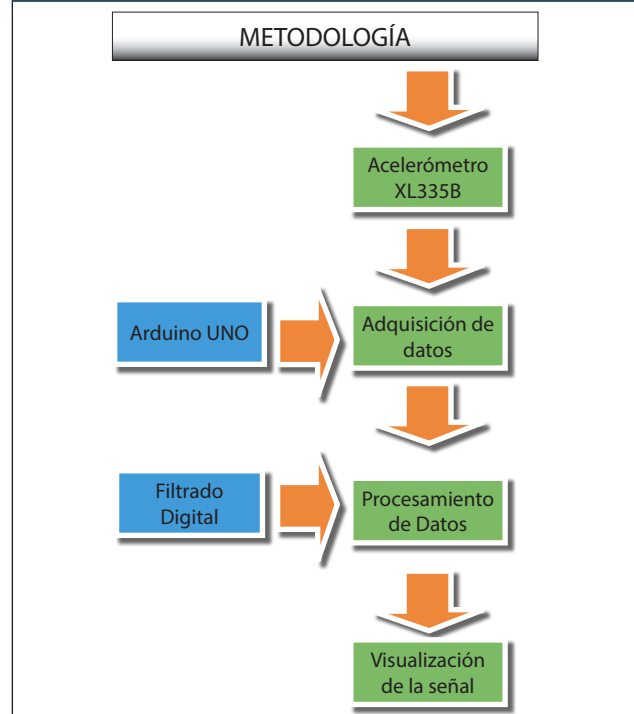 METODOLOGÍA
Acelerómetro
XL335B
Arduino UNO
Adquisición de
datos
Filtrado
Digital
Procesamiento
de Datos
Visualización
de la señal